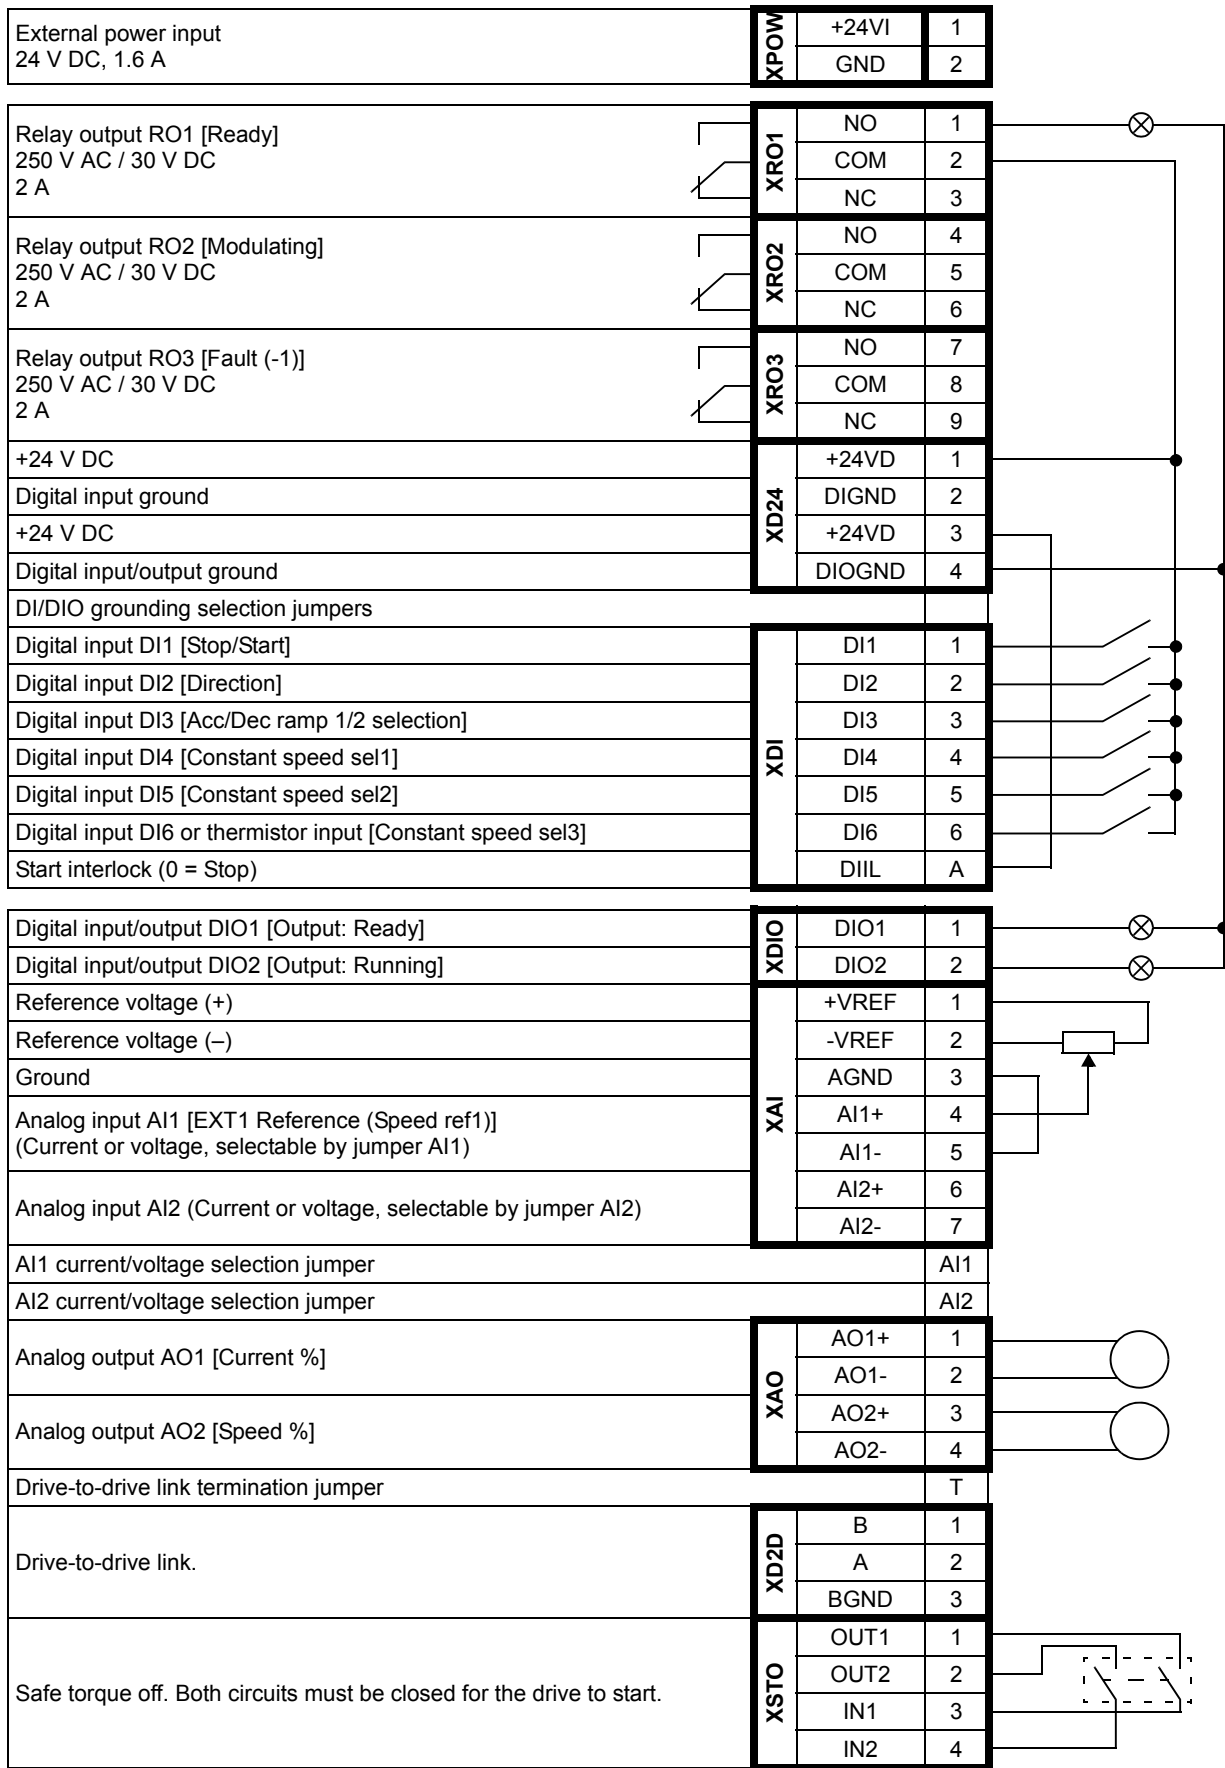 External power input
24 V DC, 1.6 A
XPOW
+24VI 1
GND 2
Relay output RO1 [Ready]
250 V AC / 30 V DC
2 A
XRO1
NO 1
COM 2
NC 3
Relay output RO2 [Modulating]
250 V AC / 30 V DC
2 A
XRO2
NO 4
COM 5
NC 6
Relay output RO3 [Fault (-1)]
250 V AC / 30 V DC
2 A
XRO3
NO 7
COM 8
NC 9
XD24
+24 V DC +24VD 1
Digital input ground DIGND 2
+24 V DC +24VD 3
Digital input/output ground DIOGND 4
DI/DIO grounding selection jumpers
XDI
Digital input DI1 [Stop/Start] DI1 1
Digital input DI2 [Direction] DI2 2
Digital input DI3 [Acc/Dec ramp 1/2 selection] DI3 3
Digital input DI4 [Constant speed sel1] DI4 4
Digital input DI5 [Constant speed sel2] DI5 5
Digital input DI6 or thermistor input [Constant speed sel3] DI6 6
Start interlock (0 = Stop) DIIL A
XDIO
Digital input/output DIO1 [Output: Ready] DIO1 1
Digital input/output DIO2 [Output: Running] DIO2 2
XAI
Reference voltage (+) +VREF 1
Reference voltage (–) -VREF 2
Ground AGND 3
Analog input AI1 [EXT1 Reference (Speed ref1)]
(Current or voltage, selectable by jumper AI1)
AI1+ 4
AI1- 5
Analog input AI2 (Current or voltage, selectable by jumper AI2)
AI2+ 6
AI2- 7
AI1 current/voltage selection jumper AI1
AI2 current/voltage selection jumper AI2
XAO
Analog output AO1 [Current %]
AO1+ 1
AO1- 2
Analog output AO2 [Speed %]
AO2+ 3
AO2- 4
Drive-to-drive link termination jumper T
Drive-to-drive link.
XD2D
B 1
A 2
BGND 3
Safe torque off. Both circuits must be closed for the drive to start.
XSTO
OUT1 1
OUT2 2
IN1 3
IN2 4